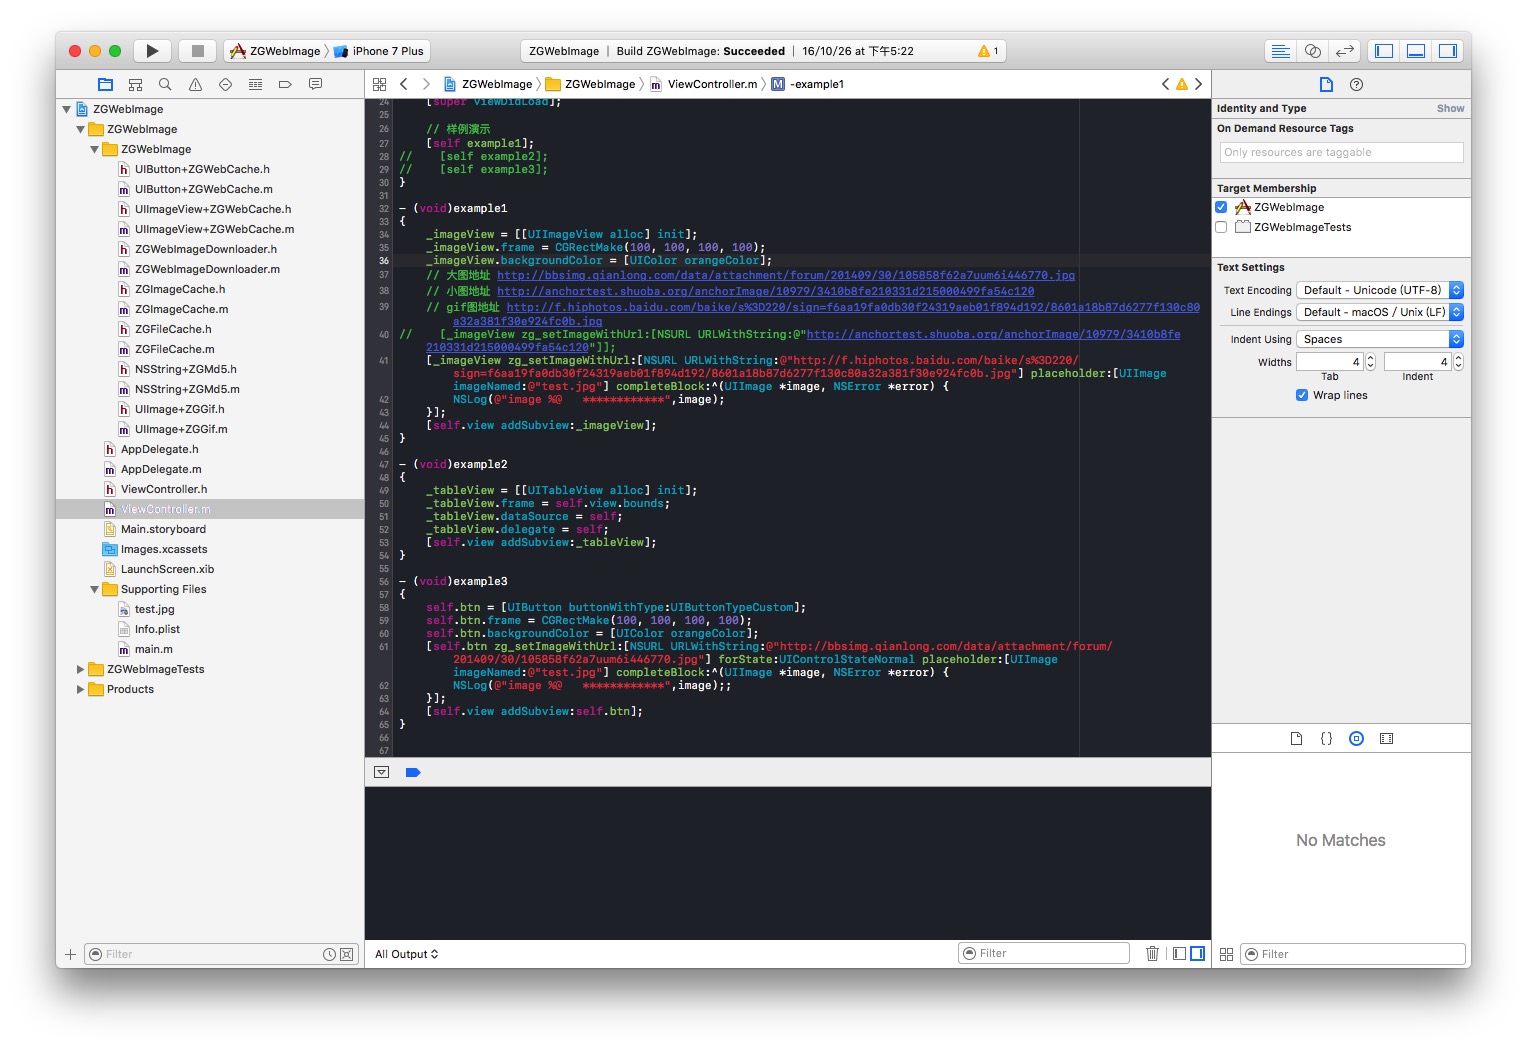 ZGWebImage
iPhone 7 Plus
ZGWebImage | Build ZGWebImage: Succeeded | 16/10/26 at 下午5:22
1
ZGWebImage
ZGWebImage
ZGWebImage
UIButton+ZGWebCache.h
UIButton+ZGWebCache.m
UIImageView+ZGWebCache.h
UIImageView+ZGWebCache.m
ZGWebImageDownloader.h
ZGWebImageDownloader.m
ZGImageCache.h
ZGImageCache.m
ZGFileCache.h
ZGFileCache.m
NSString+ZGMd5.h
NSString+ZGMd5.m
UIImage+ZGGif.h
UIImage+ZGGif.m
AppDelegate.h
AppDelegate.m
ViewController.h
ViewController.m
Main.storyboard
Images.xcassets
LaunchScreen.xib
Supporting Files
test.jpg
Info.plist
main.m
ZGWebImageTests
Products
Filter
ZGWebImage
ZGWebImage
ViewController.m
M -example1
24 [super viewDidLoad];
25
26 // 样例演示
27 [self example1];
28 // [self example2];
29 // [self example3];
30 }
31
32 - (void)example1
33 {
34 _imageView = [[UIImageView alloc] init];
35 _imageView.frame = CGRectMake(100, 100, 100, 100);
36 _imageView.backgroundColor = [UIColor orangeColor];
37 // 大图地址 http://bbsimg.qianlong.com/data/attachment/forum/201409/30/105858f62a7uum6i446770.jpg
38 // 小图地址 http://anchortest.shuoba.org/anchorImage/10979/3410b8fe210331d215000499fa54c120
39 // gif图地址 http://f.hiphotos.baidu.com/baike/s%3D220/sign=f6aa19fa0db30f24319aeb01f894d192/8601a18b87d6277f130c80
a32a381f30e924fc0b.jpg
40 // [_imageView zg_setImageWithUrl:[NSURL URLWithString:@"http://anchortest.shuoba.org/anchorImage/10979/3410b8fe
210331d215000499fa54c120"]];
41 [_imageView zg_setImageWithUrl:[NSURL URLWithString:@"http://f.hiphotos.baidu.com/baike/s%3D220/
sign=f6aa19fa0db30f24319aeb01f894d192/8601a18b87d6277f130c80a32a381f30e924fc0b.jpg"] placeholder:[UIImage
imageNamed:@"test.jpg"] completeBlock:^(UIImage *image, NSError *error) {
42 NSLog(@"image %@ ************",image);
43 }];
44 [self.view addSubview:_imageView];
45 }
46
47 - (void)example2
48 {
49 _tableView = [[UITableView alloc] init];
50 _tableView.frame = self.view.bounds;
51 _tableView.dataSource = self;
52 _tableView.delegate = self;
53 [self.view addSubview:_tableView];
54 }
55
56 - (void)example3
57 {
58 self.btn = [UIButton buttonWithType:UIButtonTypeCustom];
59 self.btn.frame = CGRectMake(100, 100, 100, 100);
60 self.btn.backgroundColor = [UIColor orangeColor];
61 [self.btn zg_setImageWithUrl:[NSURL URLWithString:@"http://bbsimg.qianlong.com/data/attachment/forum/
201409/30/105858f62a7uum6i446770.jpg"] forState:UIControlStateNormal placeholder:[UIImage
imageNamed:@"test.jpg"] completeBlock:^(UIImage *image, NSError *error) {
62 NSLog(@"image %@ ************",image);;
63 }];
64 [self.view addSubview:self.btn];
65 }
66
67
All Output
Filter
Identity and Type
Show
On Demand Resource Tags
Only resources are taggable
Target Membership
ZGWebImage
ZGWebImageTests
Text Settings
Text Encoding Default - Unicode (UTF-8)
Line Endings Default - macOS / Unix (LF)
Indent Using Spaces
Widths 4 4
Tab Indent
Wrap lines
{}
No Matches
Filter